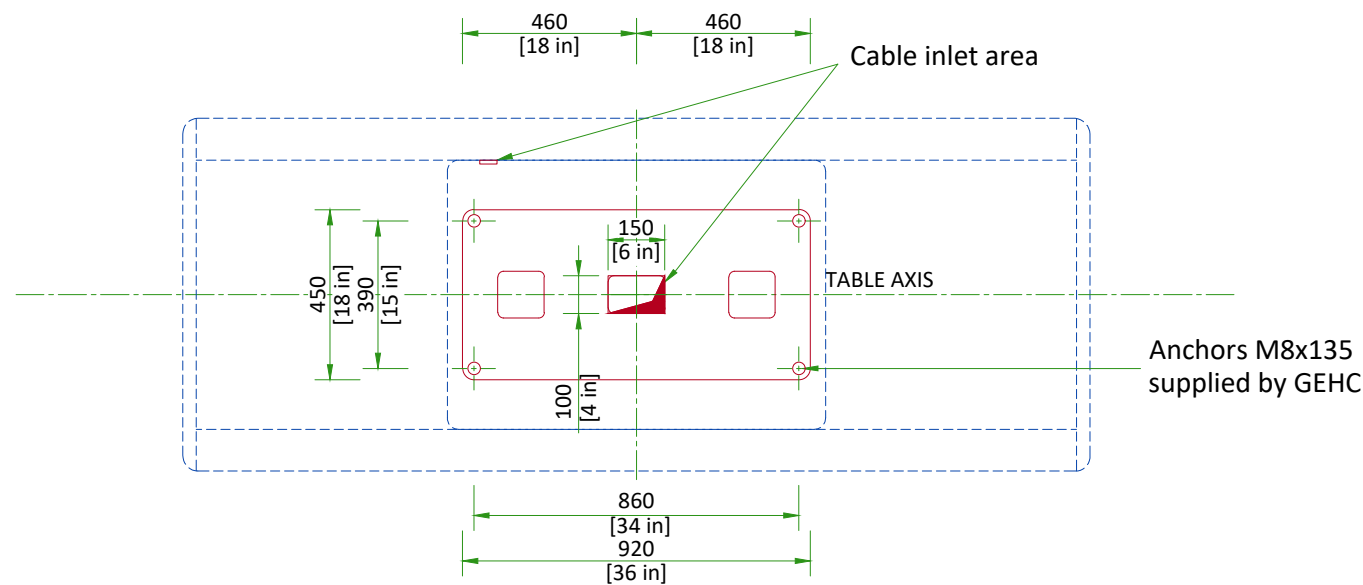 460
[18 in]
460
[18 in]
Cable inlet area
150
[6 in]
450
[18 in]
390
[15 in]
TABLE AXIS
100
[4 in]
Anchors M8x135
supplied by GEHC
860
[34 in]
920
[36 in]